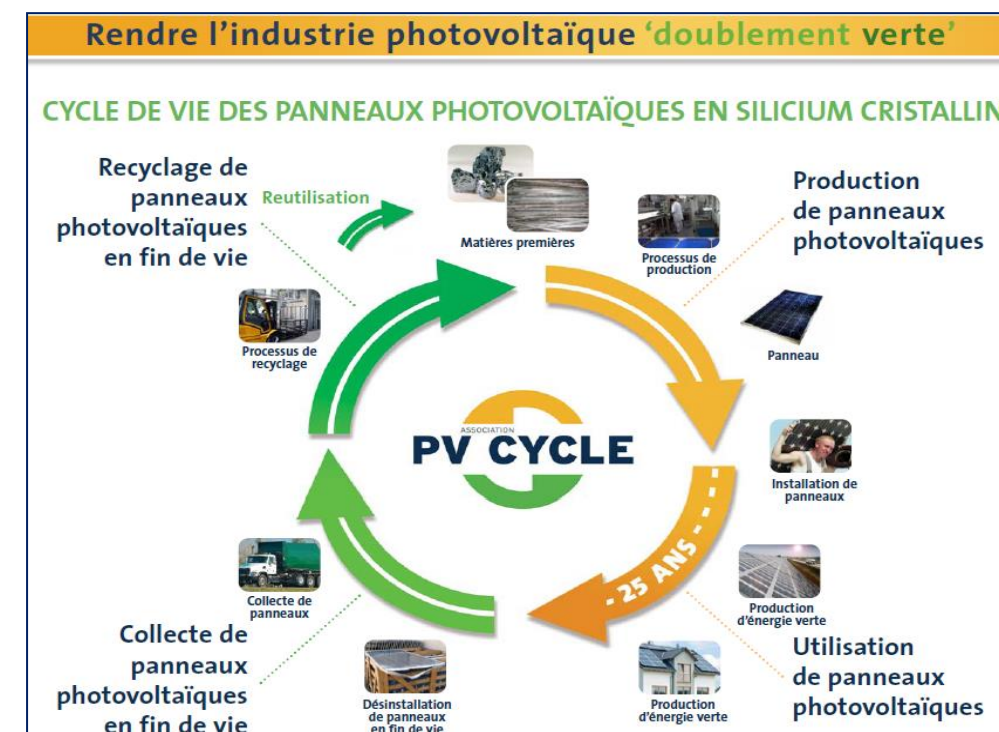 Rendre l’industrie photovoltaïque ‘doublement verte’
CYCLE DE VIE DES PANNEAUX PHOTOVOLTAÏQUES EN SILICIUM CRISTALLIN
Recyclage de
panneaux
photovoltaïques
en fin de vie
Reutilisation
Matières premières
Processus de
production
Production
de panneaux
photovoltaïques
Processus de
recyclage
Panneau
ASSOCIATION
PV CYCLE
Installation de
panneaux
- 25 ANS -
Collecte de
panneaux
Production
d’énergie verte
Collecte de
panneaux
photovoltaïques
en fin de vie
Désinstallation
de panneaux
en fin de vie
Production
d’énergie verte
Utilisation
de panneaux
photovoltaïques